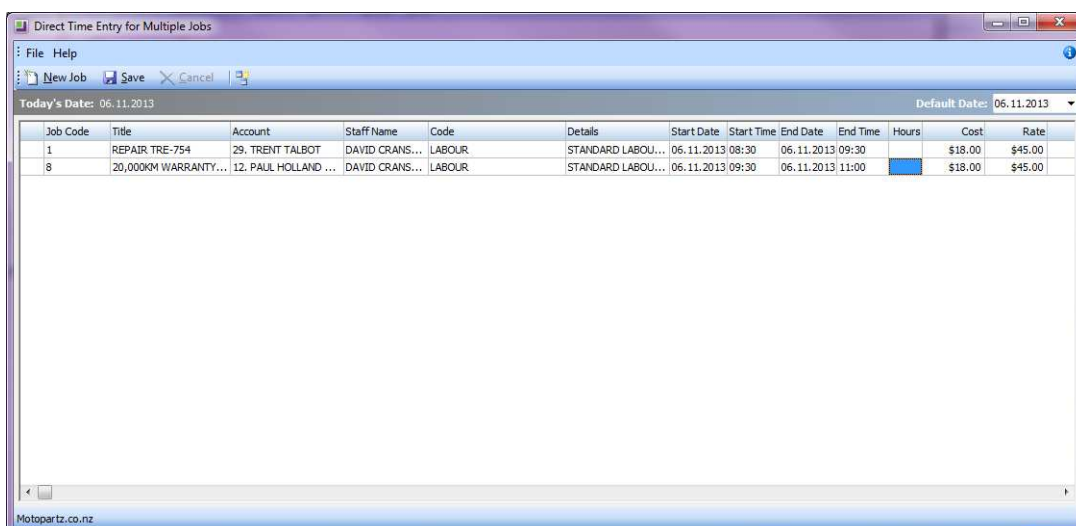 Direct Time Entry for Multiple Jobs
File Help
New Job Save Cancel
Today's Date: 06.11.2013 Default Date: 06.11.2013
Job Code Title Account Staff Name Code Details Start Date Start Time End Date End Time Hours Cost Rate
1 REPAIR TRE-754 29. TRENT TALBOT DAVID CRANS... LABOUR STANDARD LABOU... 06.11.2013 08:30 06.11.2013 09:30 $18.00 $45.00
8 20,000KM WARRANTY... 12. PAUL HOLLAND ... DAVID CRANS... LABOUR STANDARD LABOU... 06.11.2013 09:30 06.11.2013 11:00 $18.00 $45.00
Motopartz.co.nz